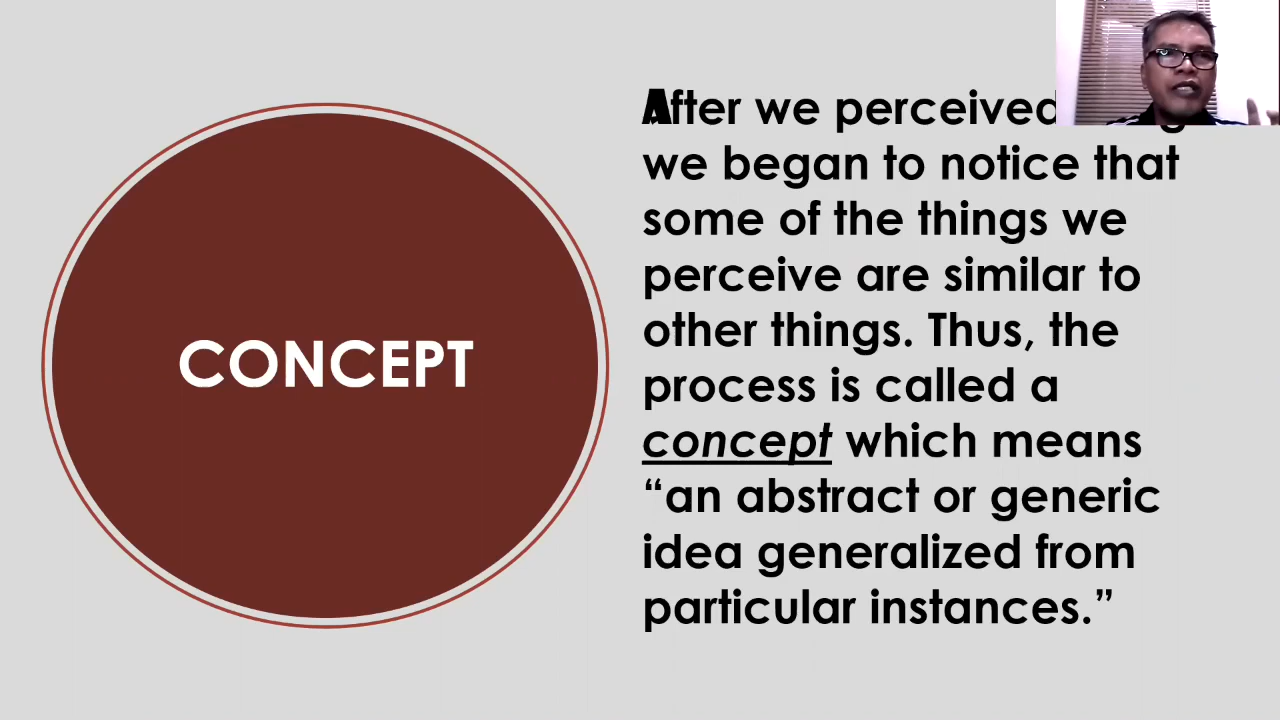 CONCEPT
After we perceived
we began to notice that
some of the things we
perceive are similar to
other things. Thus, the
process is called a
concept which means
“an abstract or generic
idea generalized from
particular instances.”